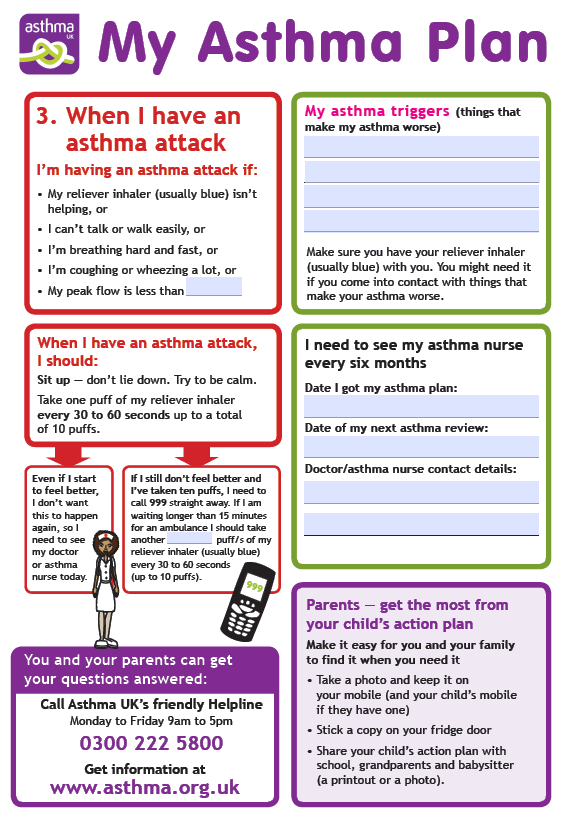 asthma
UK
My Asthma Plan
3. When I have an
asthma attack
I'm having an asthma attack if:
• My reliever inhaler (usually blue) isn't
helping, or
• I can't talk or walk easily, or
• I'm breathing hard and fast, or
• I'm coughing or wheezing a lot, or
• My peak flow is less than
When I have an asthma attack,
I should:
Sit up — don't lie down. Try to be calm.
Take one puff of my reliever inhaler
every 30 to 60 seconds up to a total
of 10 puffs.
Even if I start
to feel better,
I don't want
this to happen
again, so I
need to see
my doctor
or asthma
nurse today.
If I still don't feel better and
I've taken ten puffs, I need to
call 999 straight away. If I am
waiting longer than 15 minutes
for an ambulance I should take
another puff/s of my
reliever inhaler (usually blue)
every 30 to 60 seconds
(up to 10 puffs).
999
You and your parents can get
your questions answered:
Call Asthma UK's friendly Helpline
Monday to Friday 9am to 5pm
0300 222 5800
Get information at
www.asthma.org.uk
My asthma triggers (things that
make my asthma worse)
Make sure you have your reliever inhaler
(usually blue) with you. You might need it
if you come into contact with things that
make your asthma worse.
I need to see my asthma nurse
every six months
Date I got my asthma plan:
Date of my next asthma review:
Doctor/asthma nurse contact details:
Parents — get the most from
your child's action plan
Make it easy for you and your family
to find it when you need it
• Take a photo and keep it on
your mobile (and your child's mobile
if they have one)
• Stick a copy on your fridge door
• Share your child's action plan with
school, grandparents and babysitter
(a printout or a photo).